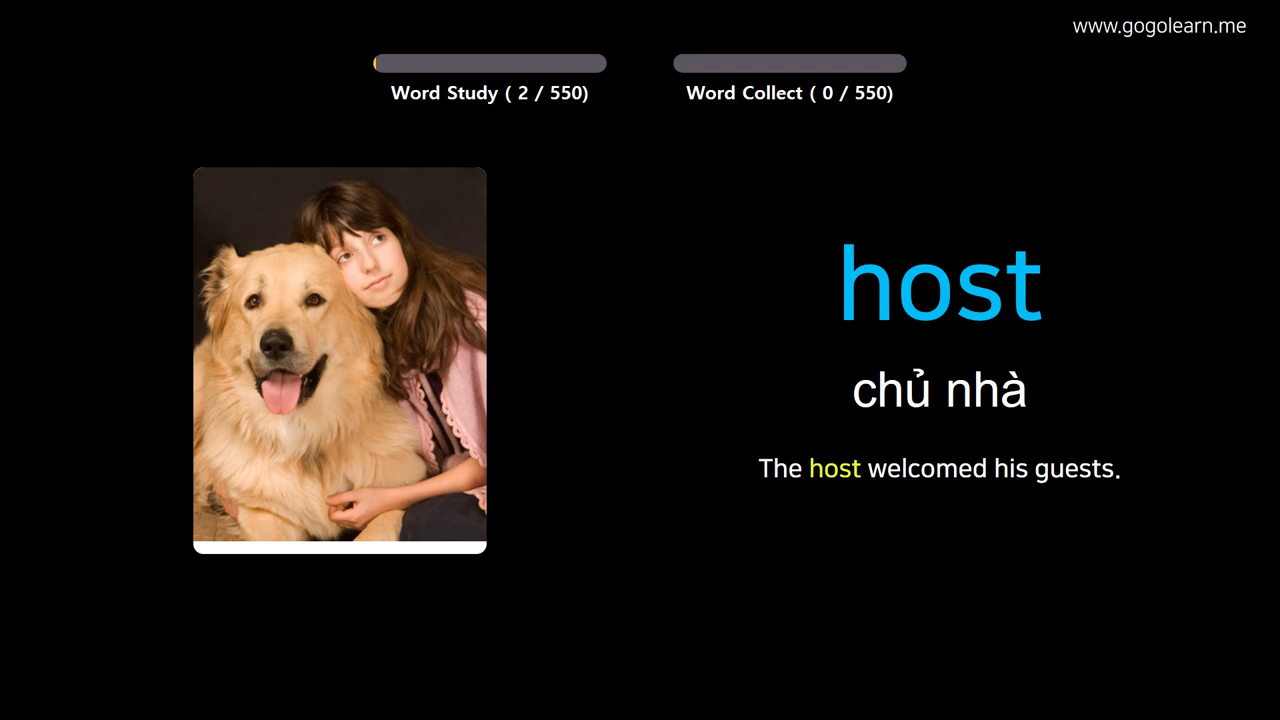 www.gogolearn.me
Word Study ( 2 / 550)
Word Collect ( 0 / 550)
host
chủ nhà
The host welcomed his guests.